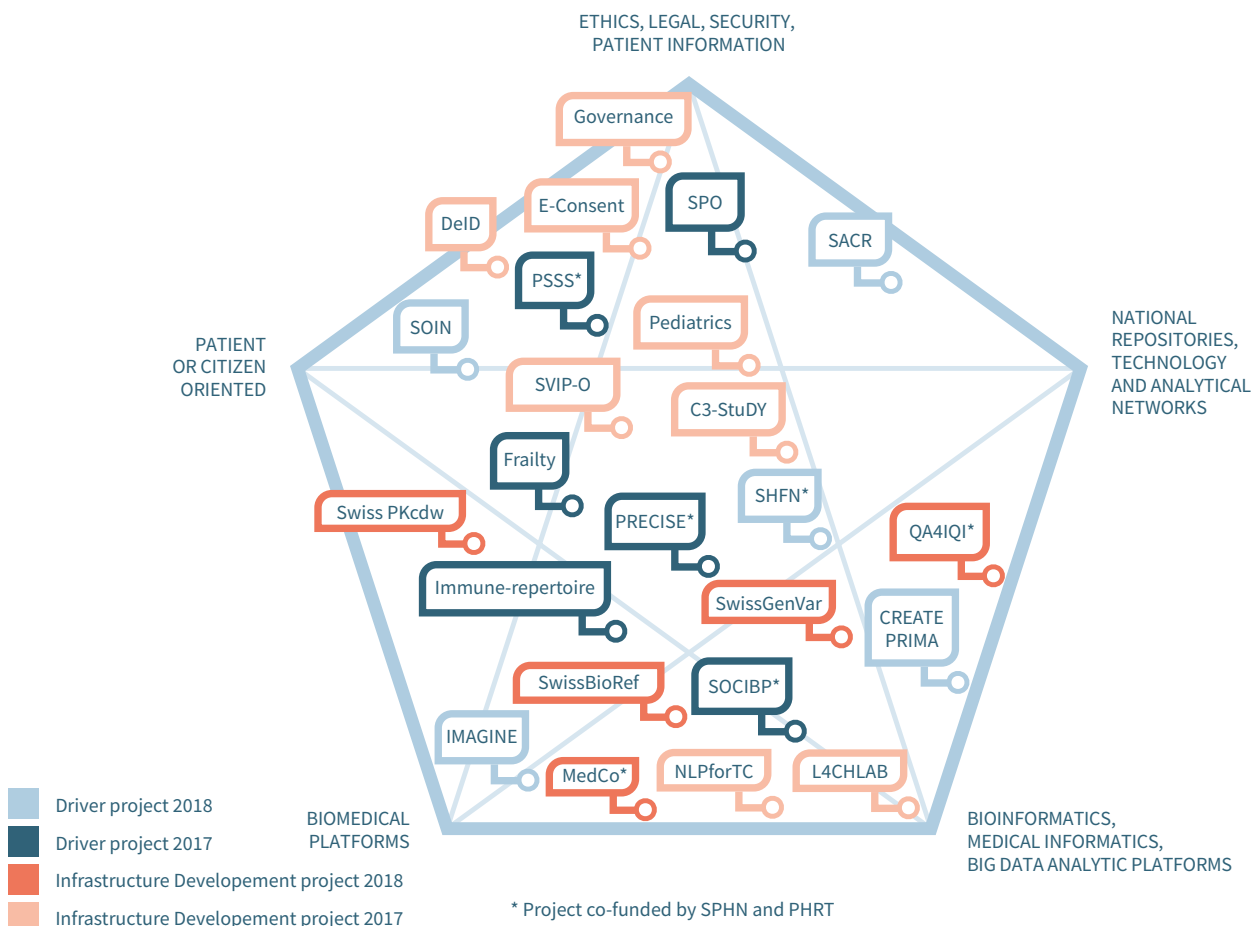 ETHICS, LEGAL, SECURITY,
PATIENT INFORMATION
Governance
E-Consent
SPO
DeID
SACR
PSSS*
SOIN
Pediatrics
PATIENT
OR CITIZEN
ORIENTED
NATIONAL
REPOSITORIES,
TECHNOLOGY
AND ANALYTICAL
NETWORKS
SVIP-O
C3-StuDY
Frailty
SHFN*
Swiss PKcdw
PRECISE*
QA4IQI*
Immune-repertoire
SwissGenVar
CREATE
PRIMA
SwissBioRef
SOCIBP*
IMAGINE
MedCo*
NLPforTC
L4CHLAB
BIOMEDICAL
PLATFORMS
BIOINFORMATICS,
MEDICAL INFORMATICS,
BIG DATA ANALYTIC PLATFORMS
Driver project 2018
Driver project 2017
Infrastructure Developement project 2018
Infrastructure Developement project 2017
* Project co-funded by SPHN and PHRT